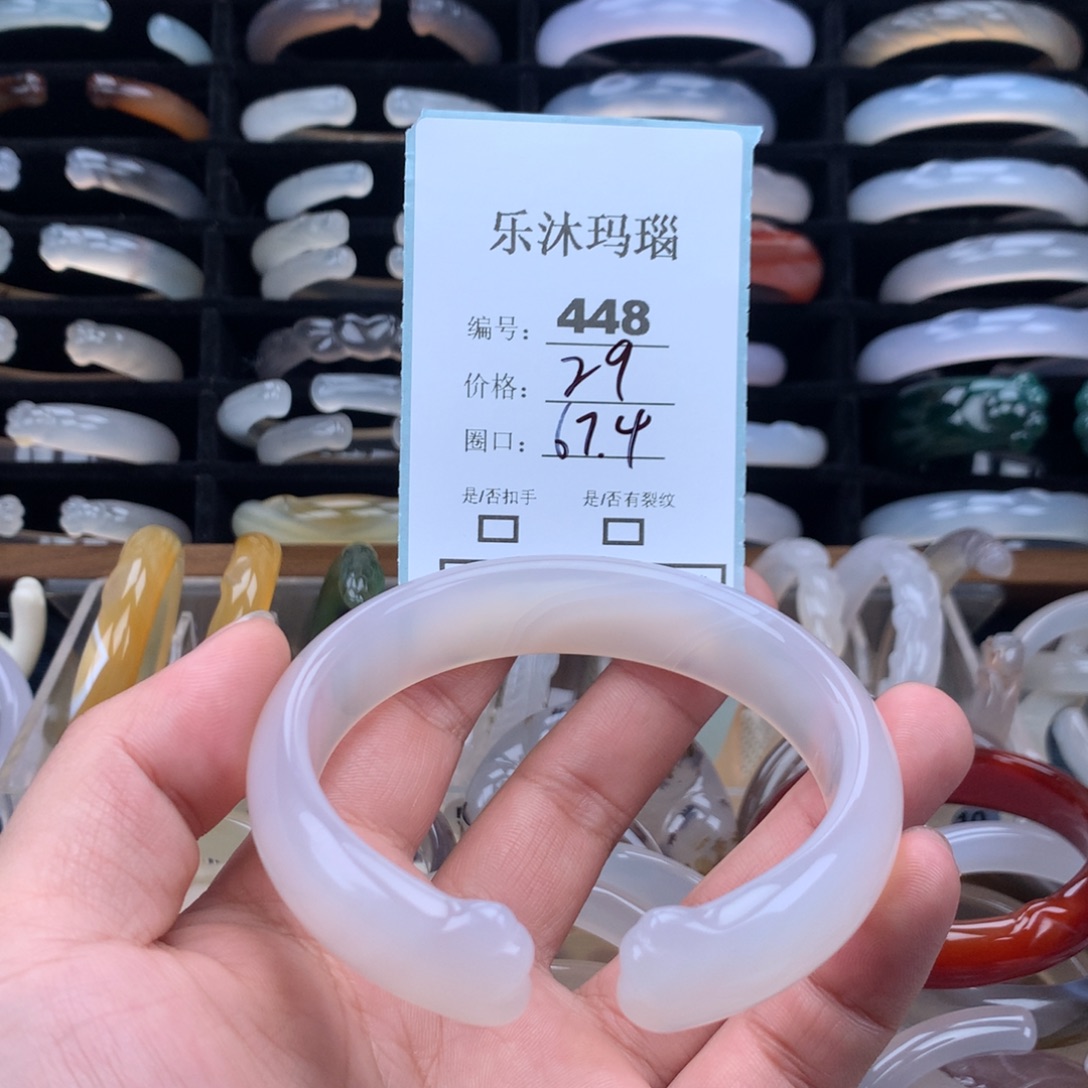 乐沐玛瑙
编号：448
价格：29
圈口：67.4
是/否扣手 是/否有裂纹